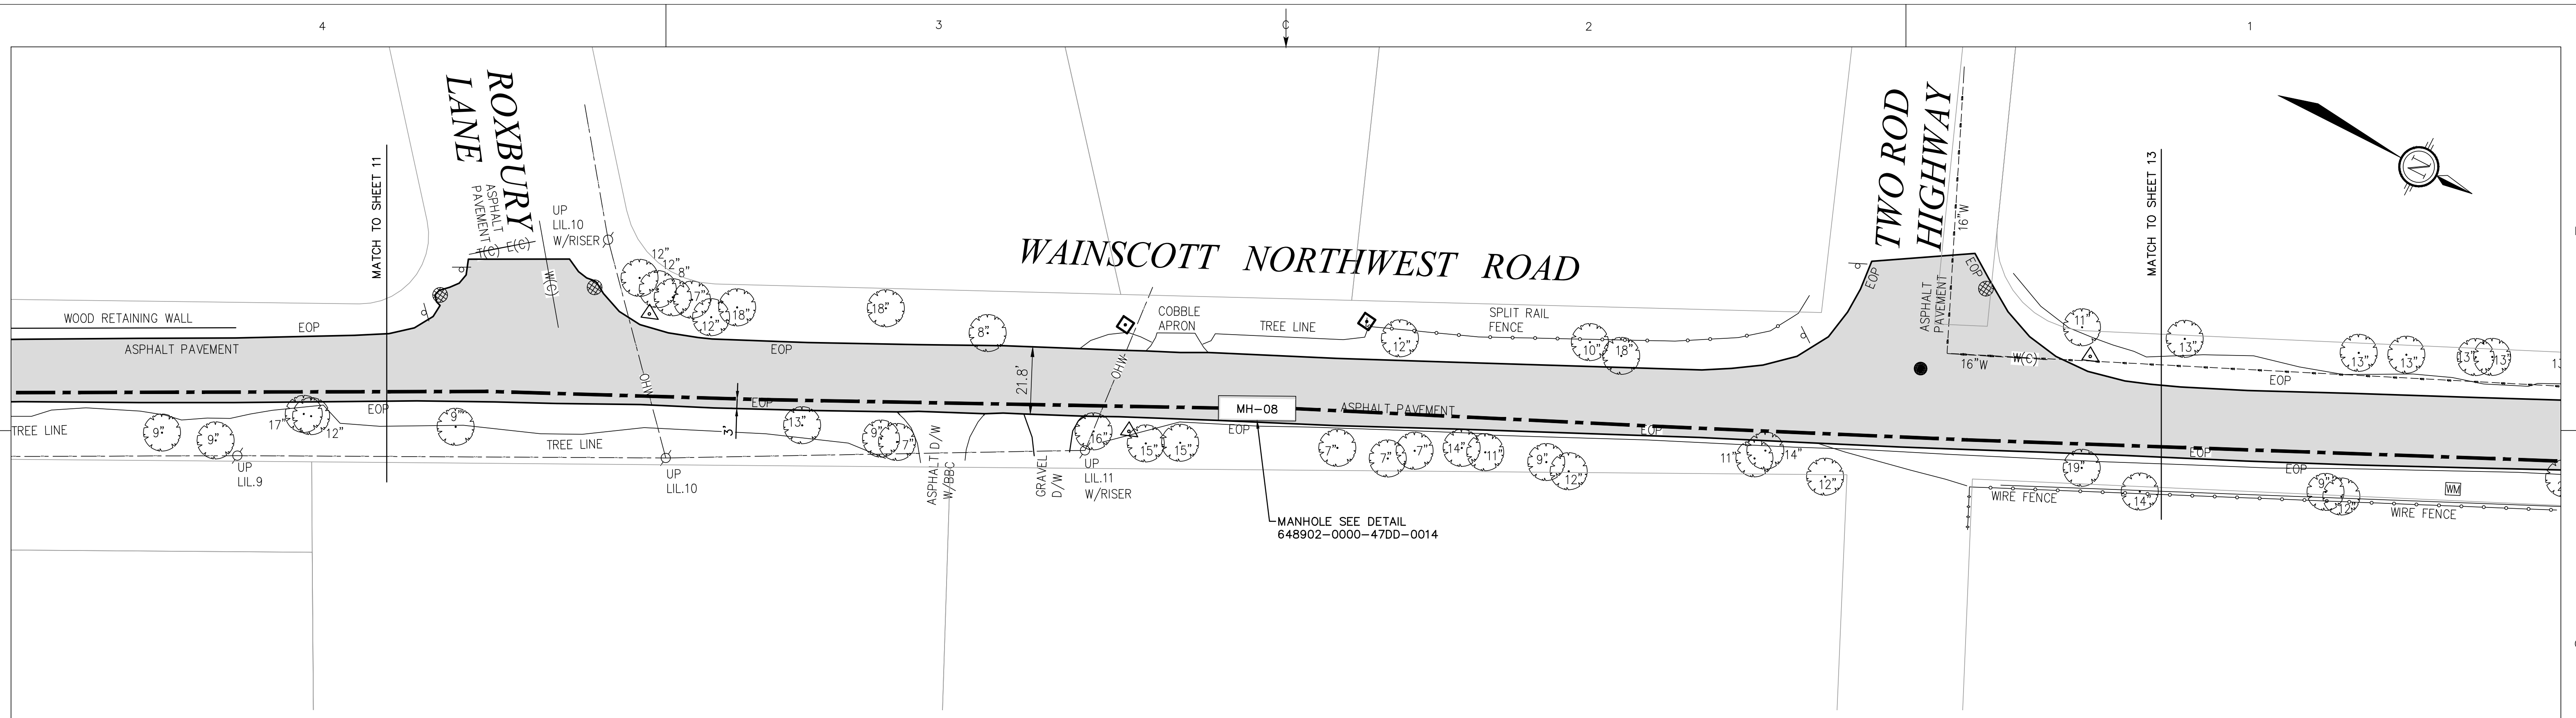 4
3
C
2
1
ROXBURY
LANE
ASPHALT
PAVEMENT
T(C)
E(C)
W(C)
UP
LIL.10
W/RISER
MATCH TO SHEET 11
WOOD RETAINING WALL
EOP
ASPHALT PAVEMENT
12"
12"
8"
7"
12"
18"
18"
8"
EOP
WAINSCOTT NORTHWEST ROAD
COBBLE
APRON
TREE LINE
SPLIT RAIL
FENCE
12"
10"
18"
OHW
OHW
21.8'
TWO ROD
HIGHWAY
16"W
EOP
EOP
ASPHALT
PAVEMENT
16"W
W(C)
MATCH TO SHEET 13
N
11"
13"
13"
13"
13"
13"
EOP
TREE LINE
9"
9"
17"
12"
EOP
9"
TREE LINE
UP
LIL.9
UP
LIL.10
3'
EOP
13"
9"
7"
ASPHALT D/W
W/BBC
GRAVEL
D/W
16"
15"
15"
UP
LIL.11
W/RISER
MH-08
EOP
ASPHALT PAVEMENT
MANHOLE SEE DETAIL
648902-0000-47DD-0014
7"
7"
7"
14"
11"
9"
12"
EOP
11"
14"
12"
WIRE FENCE
19"
14"
EOP
EOP
9"
12"
WM
WIRE FENCE